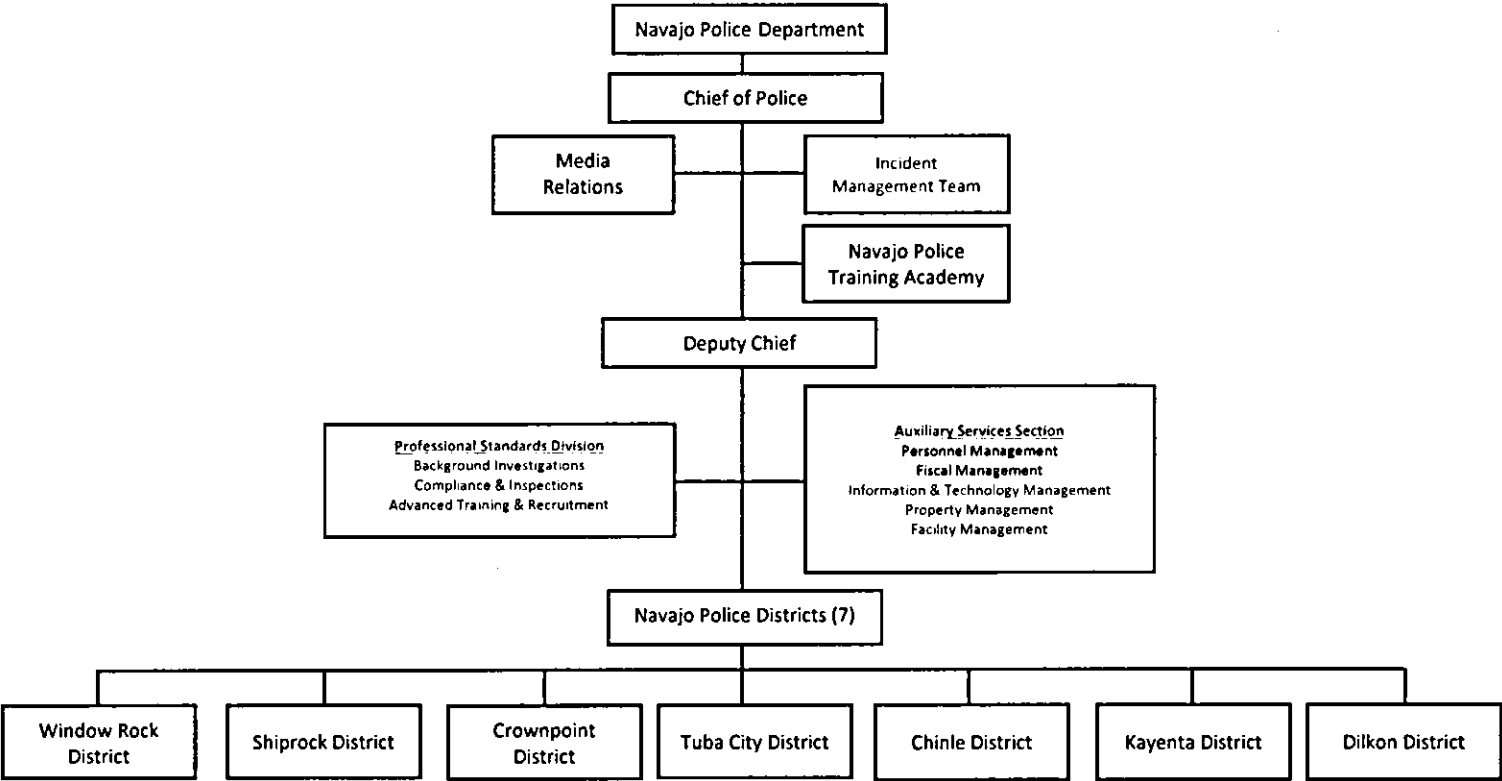 Navajo Police Department
Chief of Police
Media
Relations
Incident
Management Team
Navajo Police
Training Academy
Deputy Chief
Professional Standards Division
Background Investigations
Compliance & Inspections
Advanced Training & Recruitment
Auxiliary Services Section
Personnel Management
Fiscal Management
Information & Technology Management
Property Management
Facility Management
Navajo Police Districts (7)
Window Rock
District
Shiprock District
Crownpoint
District
Tuba City District
Chinle District
Kayenta District
Dilkon District